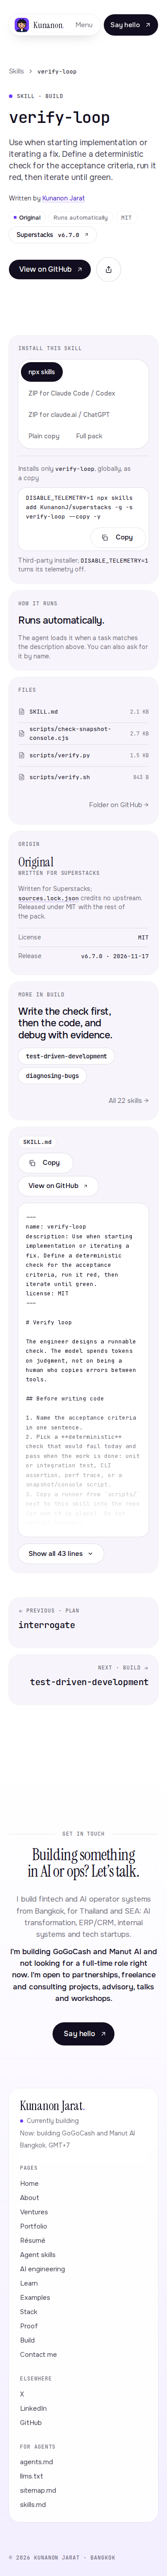 Kunanon.
Menu
Say hello ↗
Skills > verify-loop
SKILL · BUILD
verify-loop
Use when starting implementation or iterating a fix. Define a deterministic check for the acceptance criteria, run it red, then iterate until green.
Written by Kunanon Jarat
Original
Runs automatically
MIT
Superstacks v6.7.0 ↗
View on GitHub ↗
INSTALL THIS SKILL
npx skills
ZIP for Claude Code / Codex
ZIP for claude.ai / ChatGPT
Plain copy
Full pack
Installs only verify-loop, globally, as
a copy
DISABLE_TELEMETRY=1 npx skills
add KunanonJ/superstacks -g -s
verify-loop --copy -y
Copy
Third-party installer; DISABLE_TELEMETRY=1
turns its telemetry off.
HOW IT RUNS
Runs automatically.
The agent loads it when a task matches
the description above. You can also ask for
it by name.
FILES
SKILL.md 2.1 KB
scripts/check-snapshot-
console.cjs 2.7 KB
scripts/verify.py 1.5 KB
scripts/verify.sh 843 B
Folder on GitHub →
ORIGIN
Original
WRITTEN FOR SUPERSTACKS
Written for Superstacks;
sources.lock.json credits no upstream.
Released under MIT with the rest of
the pack.
License MIT
Release v6.7.0 · 2026-11-17
MORE IN BUILD
Write the check first,
then the code, and
debug with evidence.
test-driven-development
diagnosing-bugs
All 22 skills →
SKILL.md
Copy
View on GitHub ↗
---
name: verify-loop
description: Use when starting
implementation or iterating a
fix. Define a deterministic
check for the acceptance
criteria, run it red, then
iterate until green.
license: MIT
---
# Verify loop
The engineer designs a runnable
check. The model spends tokens
on judgment, not on being a
human who copies errors between
tools.
## Before writing code
1. Name the acceptance criteria
in one sentence.
2. Pick a **deterministic**
check that would fail today and
pass when the work is done: unit
or integration test, CLI
assertion, perf trace, or a
snapshot/console script.
3. Copy a runner from `scripts/`
next to this skill into the repo
Show all 43 lines
← PREVIOUS · PLAN
interrogate
NEXT · BUILD →
test-driven-development
GET IN TOUCH
Building something
in AI or ops? Let's talk.
I build fintech and AI operator systems
from Bangkok, for Thailand and SEA: AI
transformation, ERP/CRM, internal
systems and tech startups.
I'm building GoGoCash and Manut AI and
not looking for a full-time role right
now. I'm open to partnerships, freelance
and consulting projects, advisory, talks
and workshops.
Say hello ↗
Kunanon Jarat.
Currently building
Now: building GoGoCash and Manut AI
Bangkok, GMT+7
PAGES
Home
About
Ventures
Portfolio
Résumé
Agent skills
AI engineering
Learn
Examples
Stack
Proof
Build
Contact me
ELSEWHERE
X
LinkedIn
GitHub
FOR AGENTS
agents.md
llms.txt
sitemap.md
skills.md
© 2026 KUNANON JARAT · BANGKOK